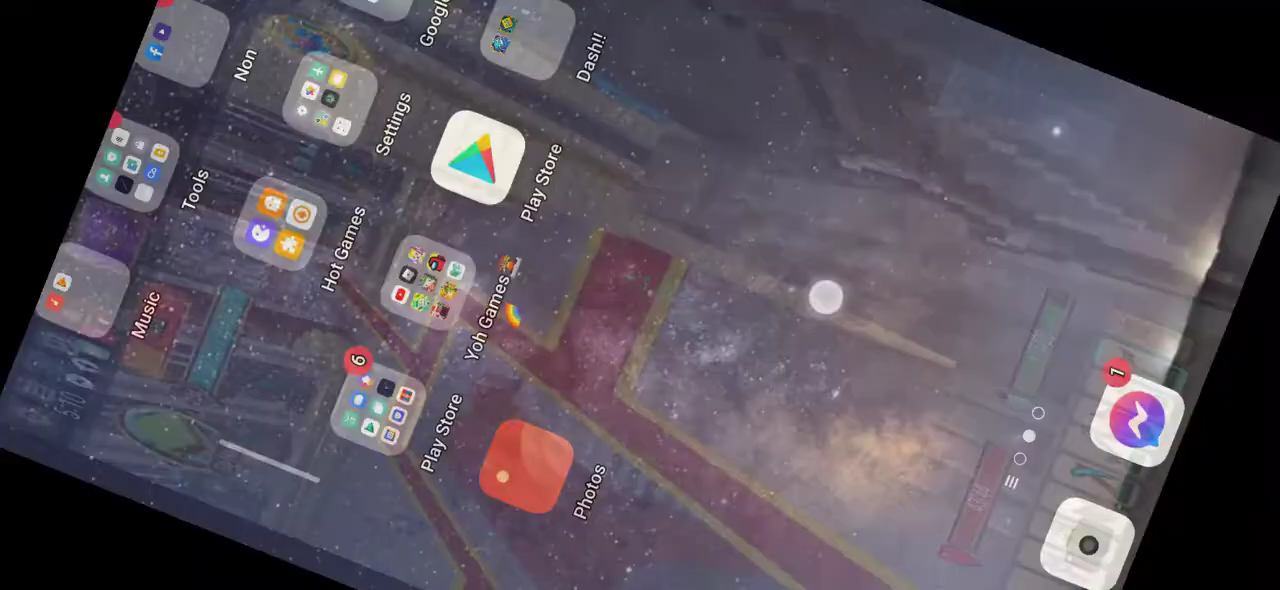 Non
Tools
Music
Settings
Hot Games
Google
Play Store
Yoh Games
Play Store
6
Dash!!
Photos
1